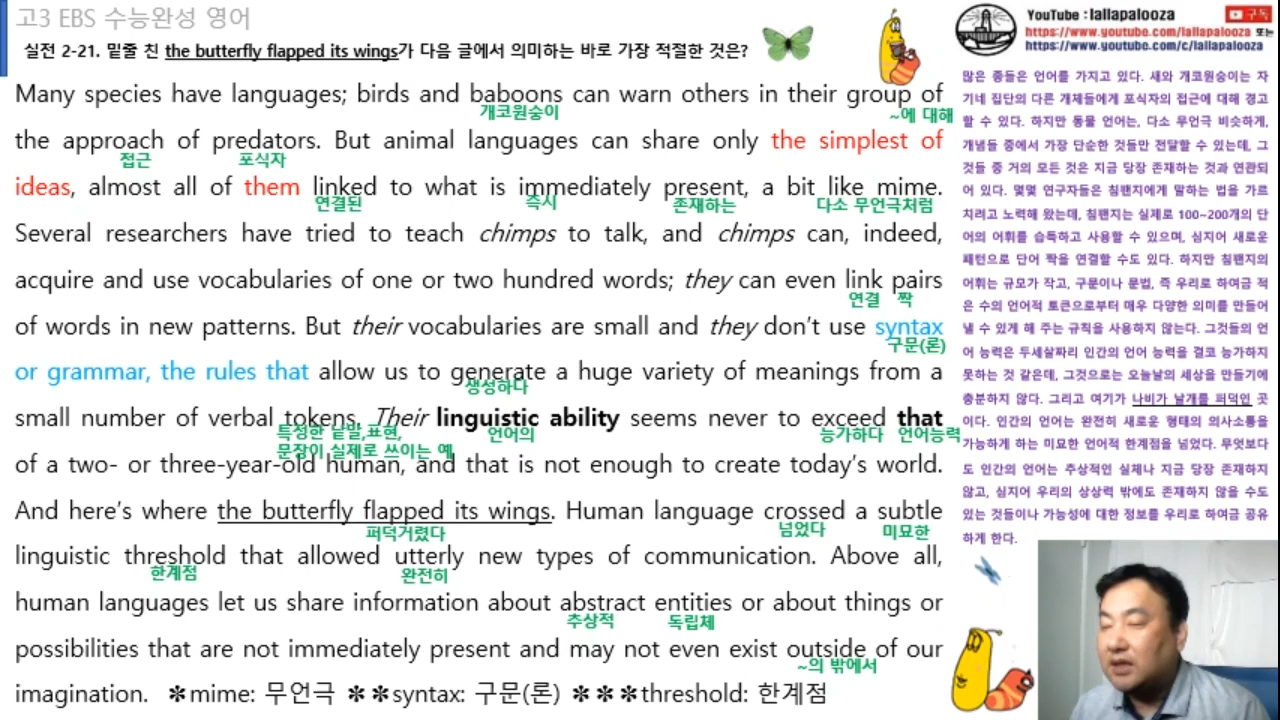 고3 EBS 수능완성 영어
실전 2-21. 밑줄 친 the butterfly flapped its wings가 다음 글에서 의미하는 바로 가장 적절한 것은?
Many species have languages; birds and baboons can warn others in their group of
개코원숭이 ~에 대해
the approach of predators. But animal languages can share only the simplest of
접근 포식자
ideas, almost all of them linked to what is immediately present, a bit like mime.
연결된 즉시 존재하는 다소 무언극처럼
Several researchers have tried to teach chimps to talk, and chimps can, indeed,
acquire and use vocabularies of one or two hundred words; they can even link pairs
연결 짝
of words in new patterns. But their vocabularies are small and they don't use syntax
구문(론)
or grammar, the rules that allow us to generate a huge variety of meanings from a
생성하다
small number of verbal tokens. Their linguistic ability seems never to exceed that
특성한 낱말,표현, 언어의 능가하다 언어능력
문장이 실제로 쓰이는 예
of a two- or three-year-old human, and that is not enough to create today's world.
And here's where the butterfly flapped its wings. Human language crossed a subtle
퍼덕거렸다 넘었다 미묘한
linguistic threshold that allowed utterly new types of communication. Above all,
한계점 완전히
human languages let us share information about abstract entities or about things or
추상적 독립체
possibilities that are not immediately present and may not even exist outside of our
~의 밖에서
imagination. ✻mime: 무언극 ✻✻syntax: 구문(론) ✻✻✻threshold: 한계점
YouTube : lallapalooza 구독
https://www.youtube.com/lallapalooza 또는
https://www.youtube.com/c/lallapalooza
많은 종들은 언어를 가지고 있다. 새와 개코원숭이는 자
기네 집단의 다른 개체들에게 포식자의 접근에 대해 경고
할 수 있다. 하지만 동물 언어는, 다소 무언극 비슷하게,
개념들 중에서 가장 단순한 것들만 전달할 수 있는데, 그
것들 중 거의 모든 것은 지금 당장 존재하는 것과 연관되
어 있다. 몇몇 연구자들은 침팬지에게 말하는 법을 가르
치려고 노력해 왔는데, 침팬지는 실제로 100~200개의 단
어의 어휘를 습득하고 사용할 수 있으며, 심지어 새로운
패턴으로 단어 짝을 연결할 수도 있다. 하지만 침팬지의
어휘는 규모가 작고, 구문이나 문법, 즉 우리로 하여금 적
은 수의 언어적 토큰으로부터 매우 다양한 의미를 만들어
낼 수 있게 해 주는 규칙을 사용하지 않는다. 그것들의 언
어 능력은 두세살짜리 인간의 언어 능력을 결코 능가하지
못하는 것 같은데, 그것으로는 오늘날의 세상을 만들기에
충분하지 않다. 그리고 여기가 나비가 날개를 퍼덕인 곳
이다. 인간의 언어는 완전히 새로운 형태의 의사소통을
가능하게 하는 미묘한 언어적 한계점을 넘었다. 무엇보다
도 인간의 언어는 추상적인 실체나 지금 당장 존재하지
않고, 심지어 우리의 상상력 밖에도 존재하지 않을 수도
있는 것들이나 가능성에 대한 정보를 우리로 하여금 공유
하게 한다.